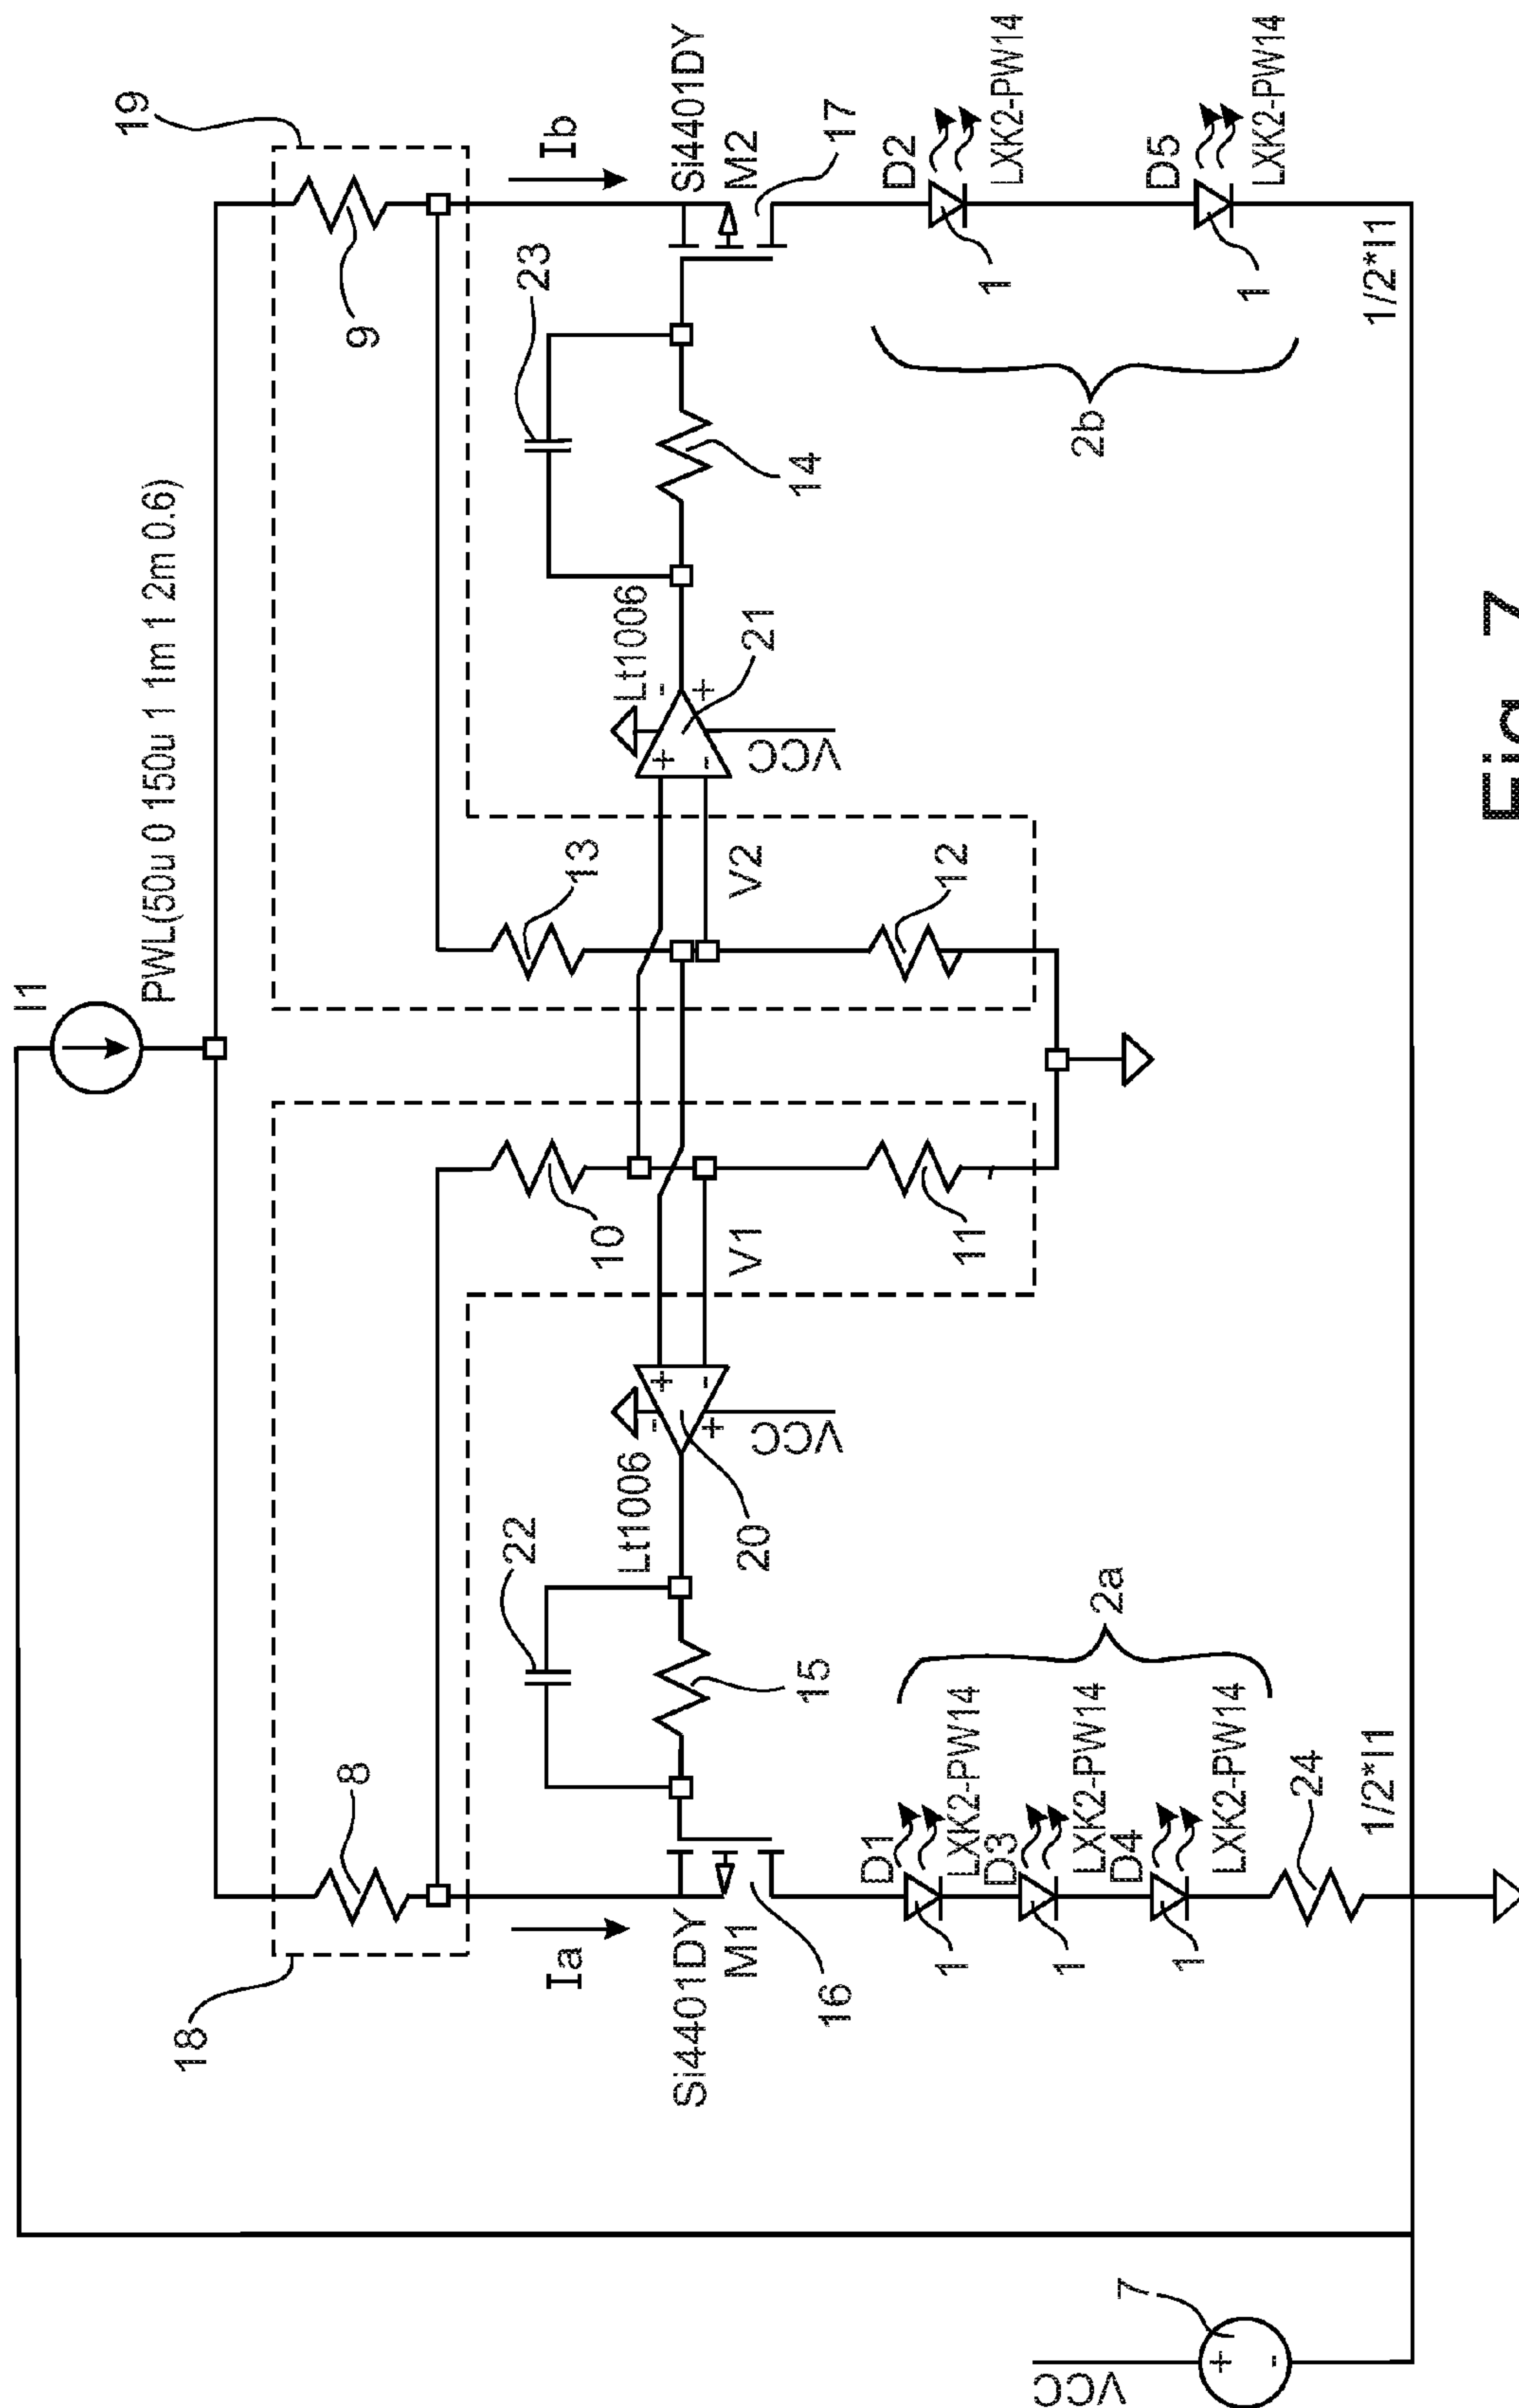 I1
PWL(50u 0 150u 1 1m 1 2m 0.6)
18
19
8
9
Ia
Ib
Si4401DY
M1
16
22
15
Lt1006
20
+
-
-
+
VCC
10
11
V1
13
12
V2
Lt1006
21
+
-
-
+
VCC
23
14
Si4401DY
M2
17
D1
LXK2-PW14
1
D3
LXK2-PW14
1
D4
LXK2-PW14
1
2a
24
1/2*I1
D2
LXK2-PW14
1
D5
LXK2-PW14
1
2b
1/2*I1
VCC
7
+
-
Fig. 7